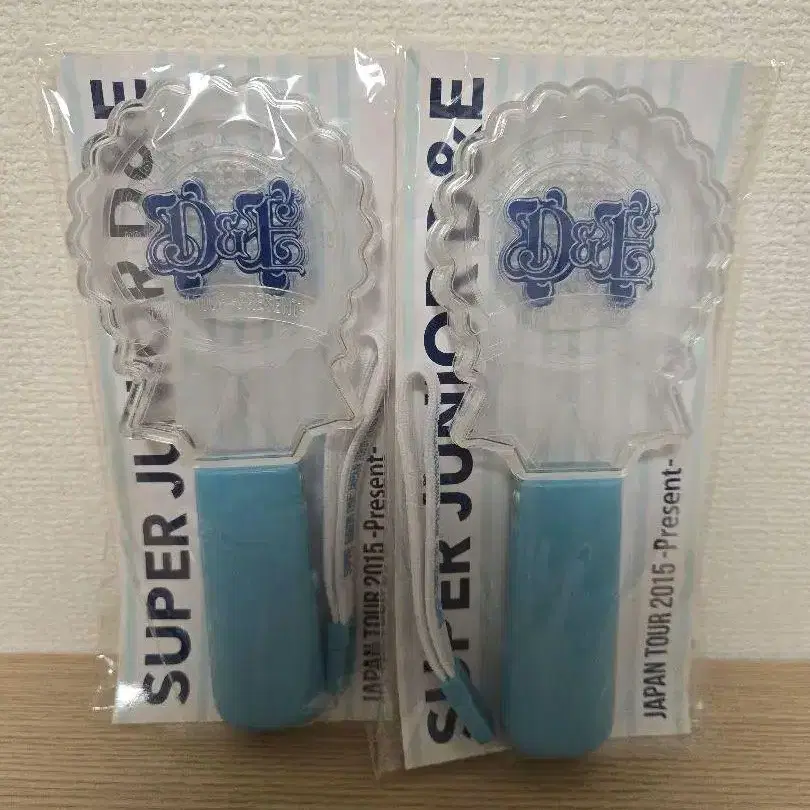 SUPER JUNIOR D&E
D&E
JAPAN TOUR 2015 -Present-
SUPER JUNIOR D&E
D&E
JAPAN TOUR 2015 -Present-